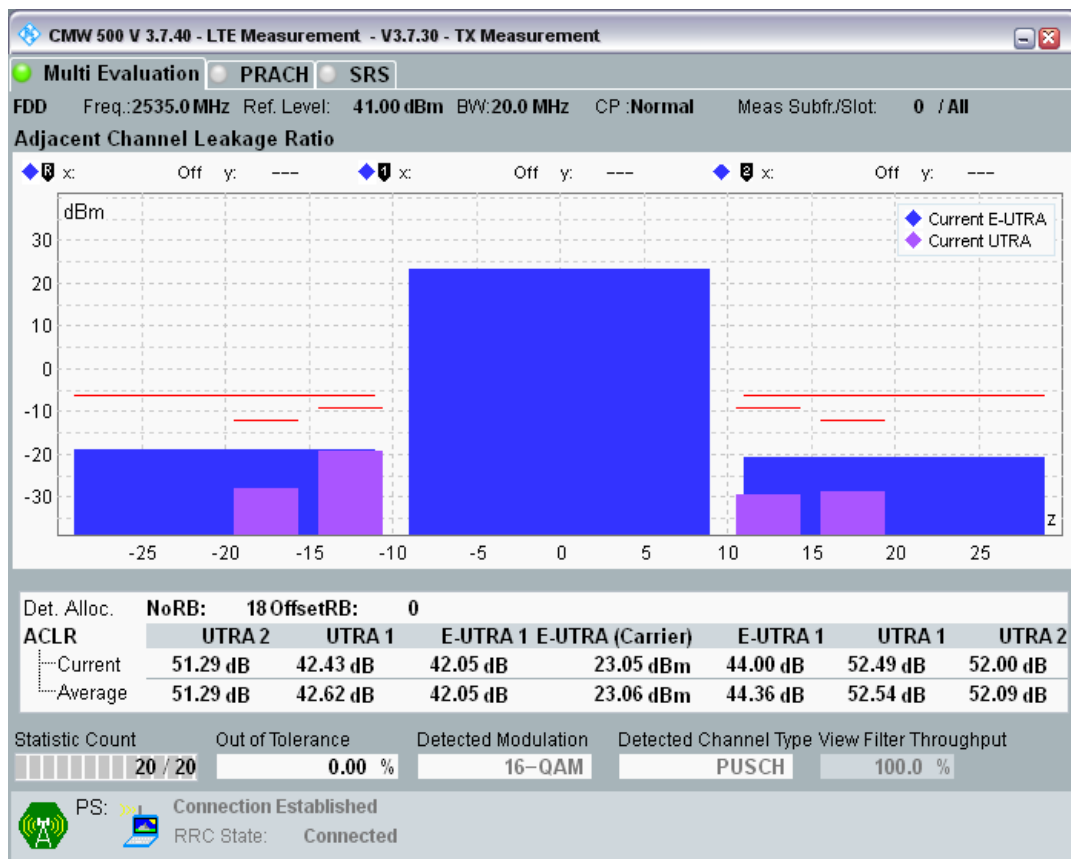 CMW 500 V 3.7.40 - LTE Measurement - V3.7.30 - TX Measurement
Multi Evaluation PRACH SRS
FDD Freq.:2535.0 MHz Ref. Level: 41.00 dBm BW:20.0 MHz CP :Normal Meas Subfr./Slot: 0 / All
Adjacent Channel Leakage Ratio
R x: Off y: --- 1 x: Off y: --- 2 x: Off y: ---
dBm
Current E-UTRA
Current UTRA
30
20
10
0
-10
-20
-30
z
-25 -20 -15 -10 -5 0 5 10 15 20 25
Det. Alloc. NoRB: 18 OffsetRB: 0
ACLR UTRA 2 UTRA 1 E-UTRA 1 E-UTRA (Carrier) E-UTRA 1 UTRA 1 UTRA 2
Current 51.29 dB 42.43 dB 42.05 dB 23.05 dBm 44.00 dB 52.49 dB 52.00 dB
Average 51.29 dB 42.62 dB 42.05 dB 23.06 dBm 44.36 dB 52.54 dB 52.09 dB
Statistic Count Out of Tolerance Detected Modulation Detected Channel Type View Filter Throughput
20 / 20 0.00 % 16-QAM PUSCH 100.0 %
PS: Connection Established
RRC State: Connected